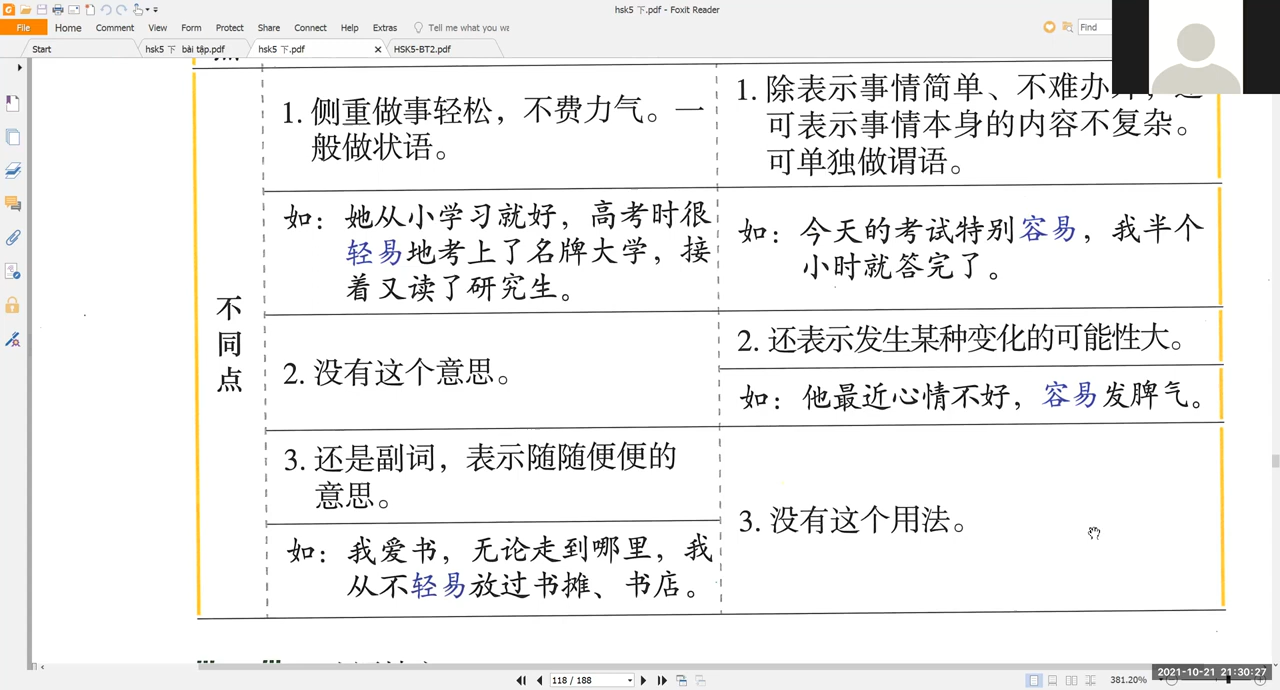 hsk5 下.pdf - Foxit Reader
File Home Comment View Form Protect Share Connect Help Extras Tell me what you wa Find
Start hsk5 下 bài tập.pdf hsk5 下.pdf HSK5-BT2.pdf
不同点
1. 侧重做事轻松，不费力气。一
般做状语。
如：她从小学习就好，高考时很
轻易地考上了名牌大学，接
着又读了研究生。
2. 没有这个意思。
3. 还是副词，表示随随便便的
意思。
如：我爱书，无论走到哪里，我
从不轻易放过书摊、书店。
1. 除表示事情简单、不难办
可表示事情本身的内容不复杂。
可单独做谓语。
如：今天的考试特别容易，我半个
小时就答完了。
2. 还表示发生某种变化的可能性大。
如：他最近心情不好，容易发脾气。
3. 没有这个用法。
118 / 188
381.20%
2021-10-21 21:30:27